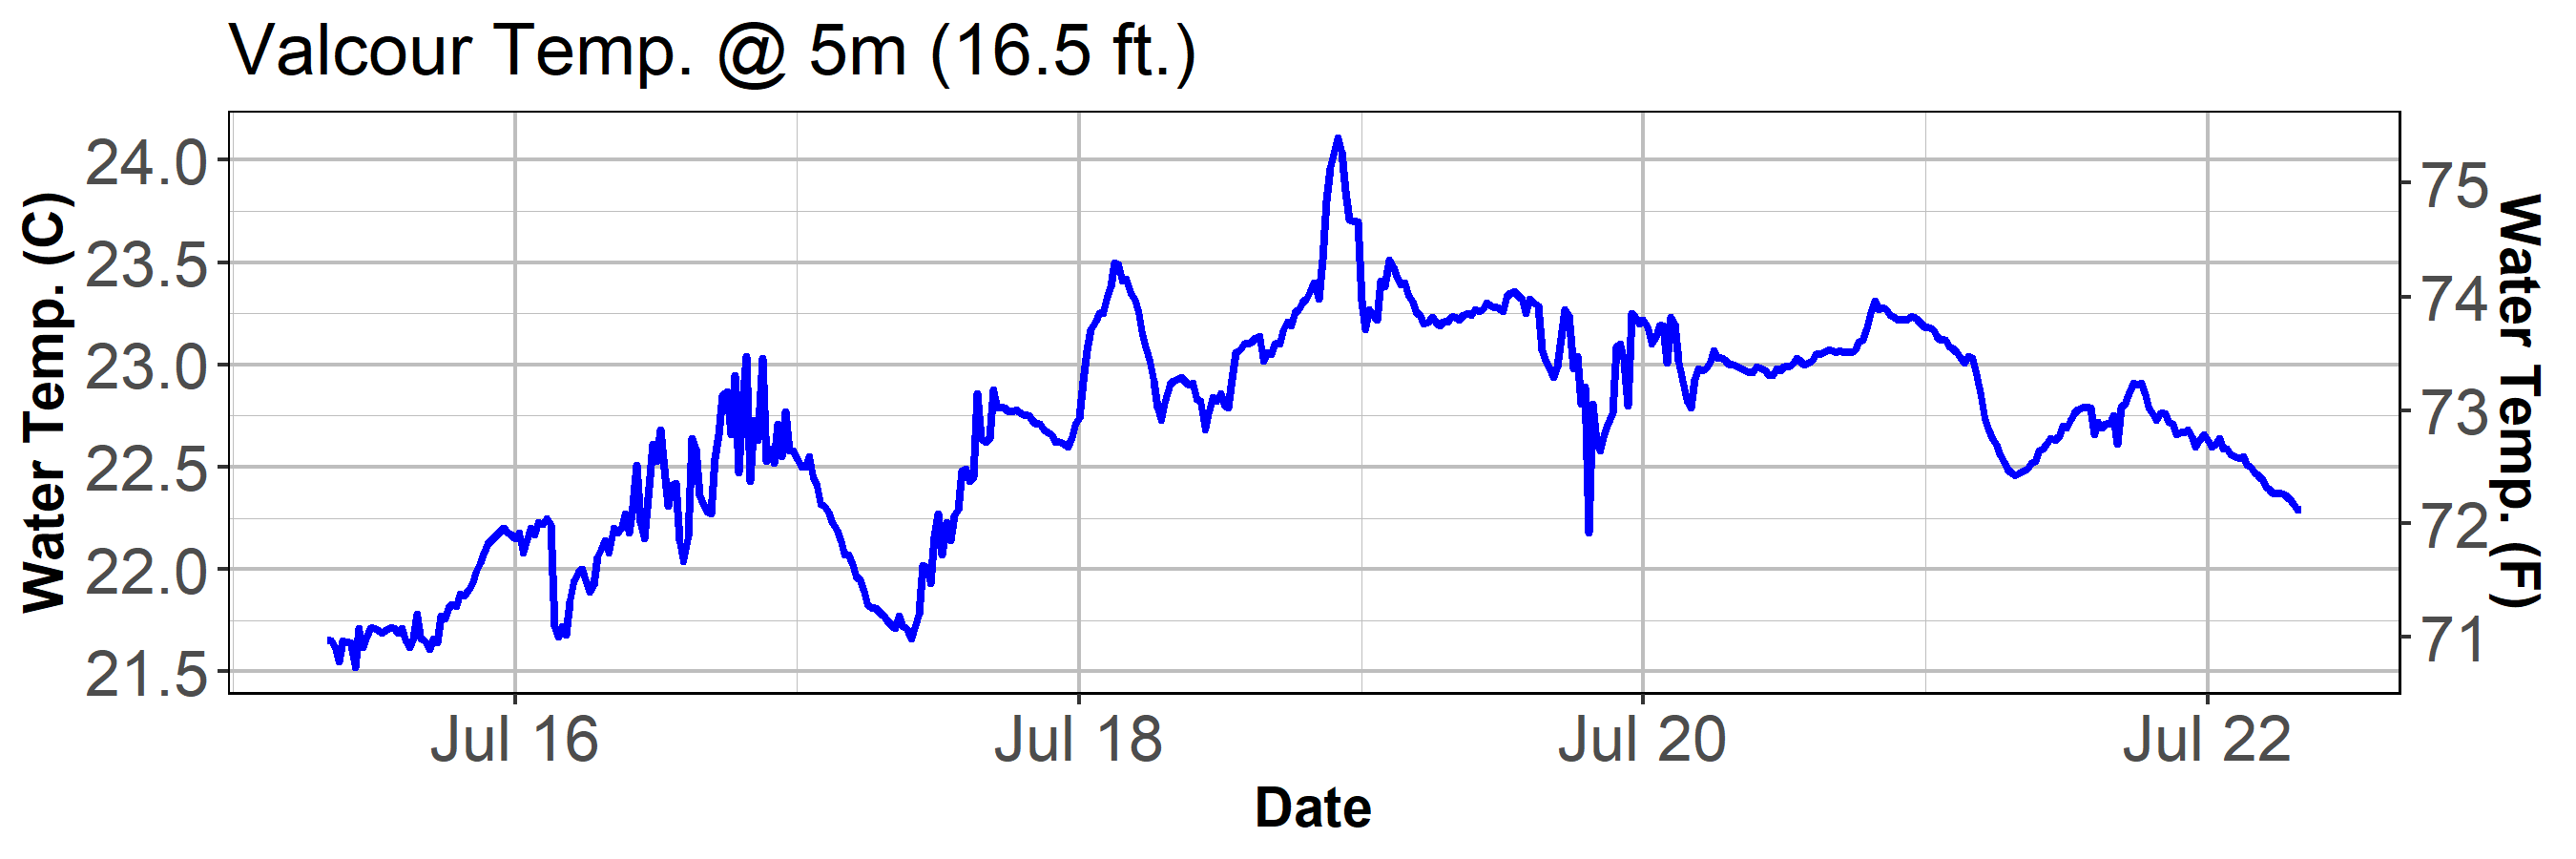 Valcour Temp. @ 5m (16.5 ft.)
Water Temp. (C)
24.0
23.5
23.0
22.5
22.0
21.5
75
74
73
72
71
Water Temp. (F)
Jul 16 Jul 18 Jul 20 Jul 22
Date